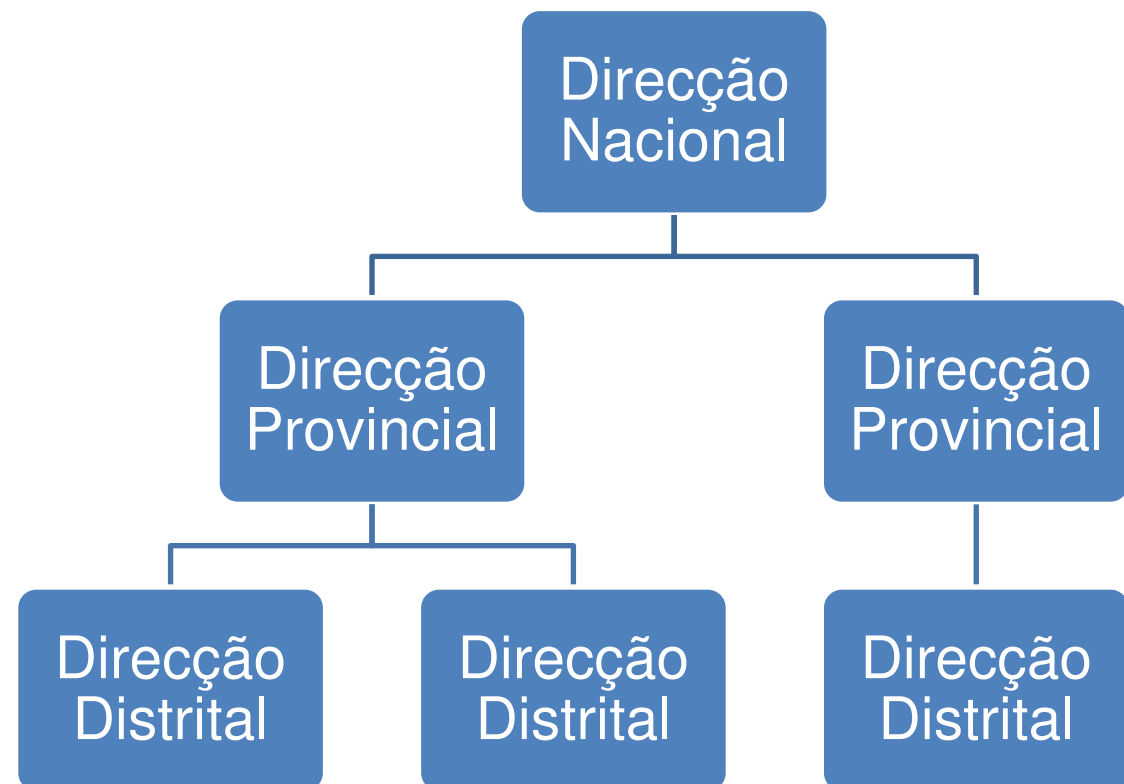 Direcção
Nacional
Direcção
Provincial
Direcção
Provincial
Direcção
Distrital
Direcção
Distrital
Direcção
Distrital